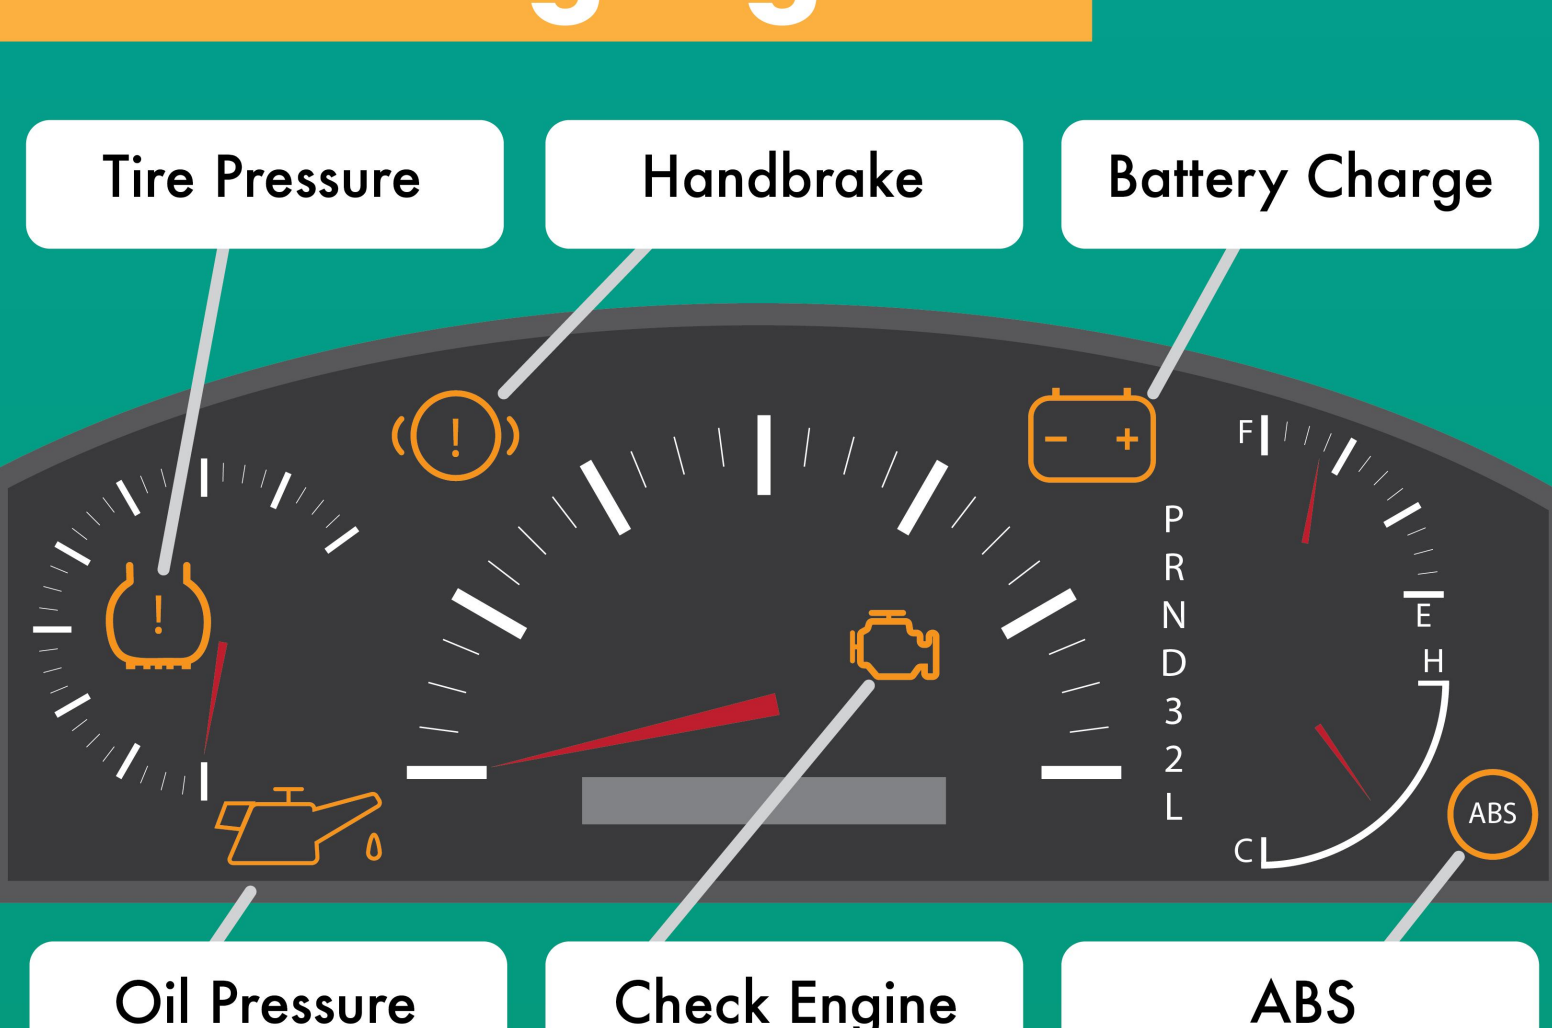 Tire Pressure
Handbrake
Battery Charge
!
- +
F
P
R
N
D
3
2
L
!
E
H
C
ABS
Oil Pressure
Check Engine
ABS